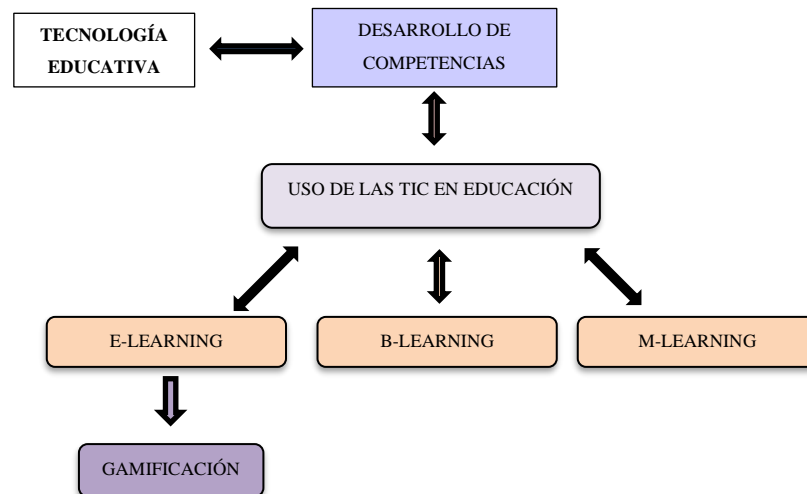 TECNOLOGÍA
EDUCATIVA
DESARROLLO DE
COMPETENCIAS
USO DE LAS TIC EN EDUCACIÓN
E-LEARNING
B-LEARNING
M-LEARNING
GAMIFICACIÓN